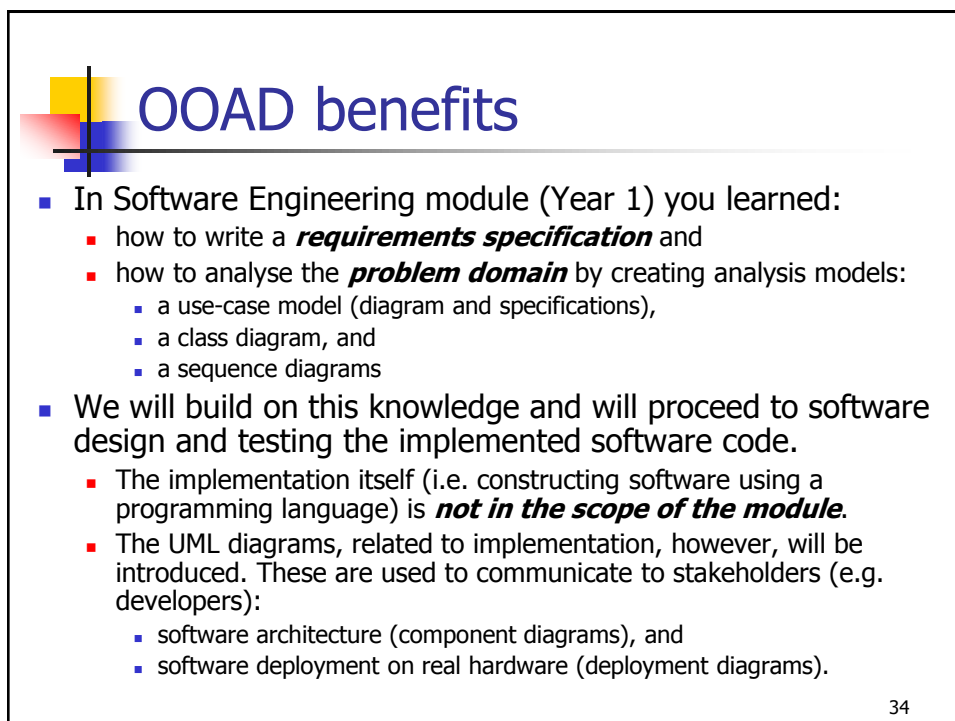 OOAD benefits
In Software Engineering module (Year 1) you learned:
how to write a requirements specification and
how to analyse the problem domain by creating analysis models:
a use-case model (diagram and specifications),
a class diagram, and
a sequence diagrams
We will build on this knowledge and will proceed to software
design and testing the implemented software code.
The implementation itself (i.e. constructing software using a
programming language) is not in the scope of the module.
The UML diagrams, related to implementation, however, will be
introduced. These are used to communicate to stakeholders (e.g.
developers):
software architecture (component diagrams), and
software deployment on real hardware (deployment diagrams).
34